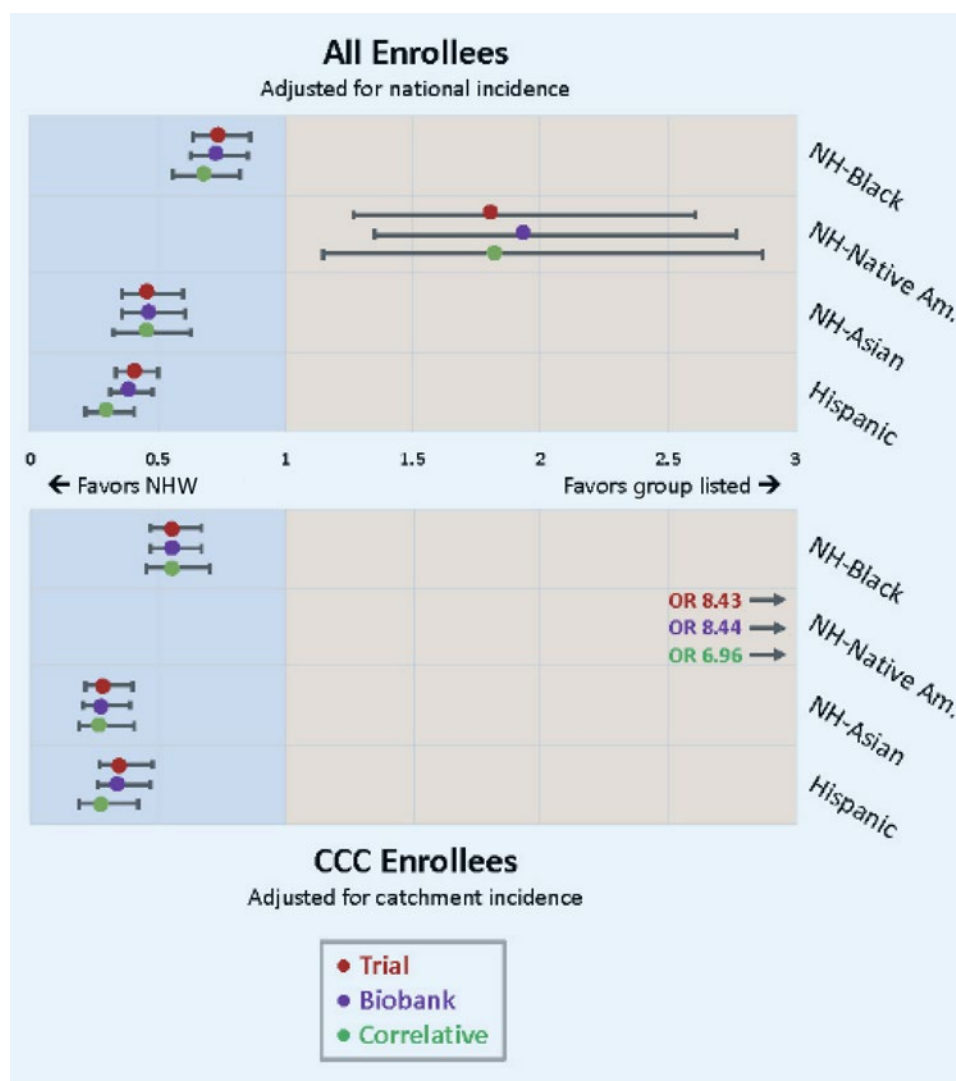 All Enrollees
Adjusted for national incidence
NH-Black
NH-Native Am.
NH-Asian
Hispanic
0 0.5 1 1.5 2 2.5 3
← Favors NHW Favors group listed →
NH-Black
OR 8.43 →
OR 8.44 →
OR 6.96 →
NH-Native Am.
NH-Asian
Hispanic
CCC Enrollees
Adjusted for catchment incidence
Trial
Biobank
Correlative